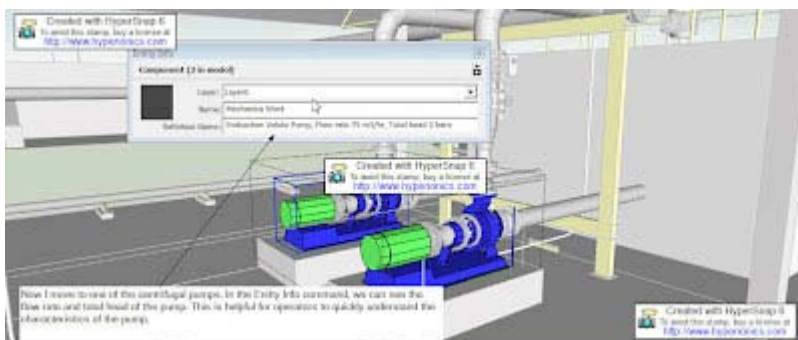 Created with HyperSnap 6
To avoid this stamp, buy a license at
http://www.hyperionics.com
Entity Info
Component (2 in model)
Layer: Layer0
Name: Mechanical Work
Definition Name: Volute Pump, Flow rate 75 m3/hr, Total head 2 bars
Created with HyperSnap 6
To avoid this stamp, buy a license at
http://www.hyperionics.com
Now I move to one of the centrifugal pumps. In the Entity Info command, we can see the
flow rate and total head of the pump. This is helpful for operators to quickly understand the
characteristics of the pump.
Created with HyperSnap 6
To avoid this stamp, buy a license at
http://www.hyperionics.com